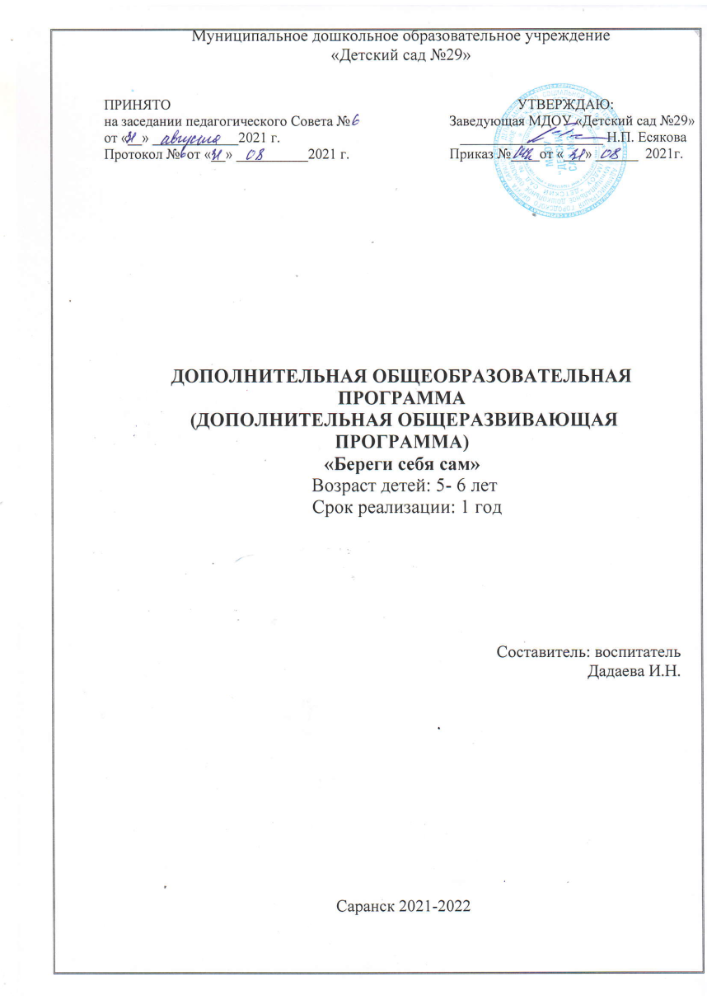 Муниципальное дошкольное образовательное учреждение
«Детский сад №29»
ПРИНЯТО
на заседании педагогического Совета №6
от «31» августа 2021 г.
Протокол №6 от «31» 08 2021 г.
УТВЕРЖДАЮ:
Заведующая МДОУ «Детский сад №29»
Н.П. Есякова
Приказ № от «31» 08 2021г.
ДОПОЛНИТЕЛЬНАЯ ОБЩЕОБРАЗОВАТЕЛЬНАЯ
ПРОГРАММА
(ДОПОЛНИТЕЛЬНАЯ ОБЩЕРАЗВИВАЮЩАЯ
ПРОГРАММА)
«Береги себя сам»
Возраст детей: 5- 6 лет
Срок реализации: 1 год
Составитель: воспитатель
Дадаева И.Н.
Саранск 2021-2022